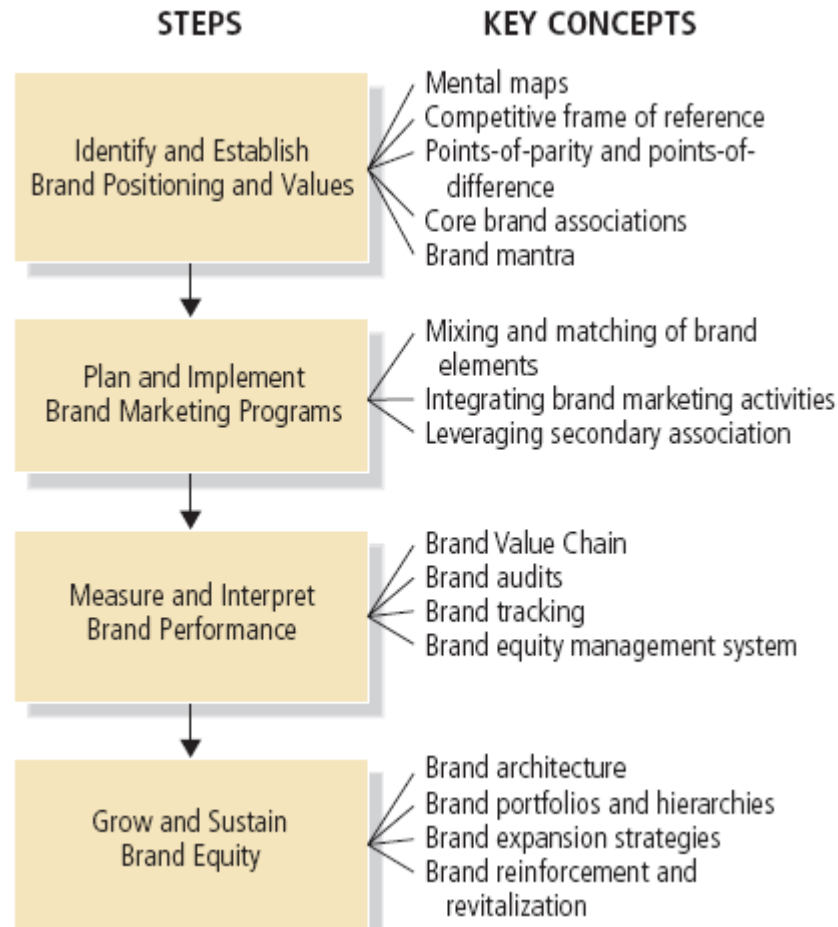 STEPS
KEY CONCEPTS
Identify and Establish
Brand Positioning and Values
Mental maps
Competitive frame of reference
Points-of-parity and points-of-
difference
Core brand associations
Brand mantra
Plan and Implement
Brand Marketing Programs
Mixing and matching of brand
elements
Integrating brand marketing activities
Leveraging secondary association
Measure and Interpret
Brand Performance
Brand Value Chain
Brand audits
Brand tracking
Brand equity management system
Grow and Sustain
Brand Equity
Brand architecture
Brand portfolios and hierarchies
Brand expansion strategies
Brand reinforcement and
revitalization